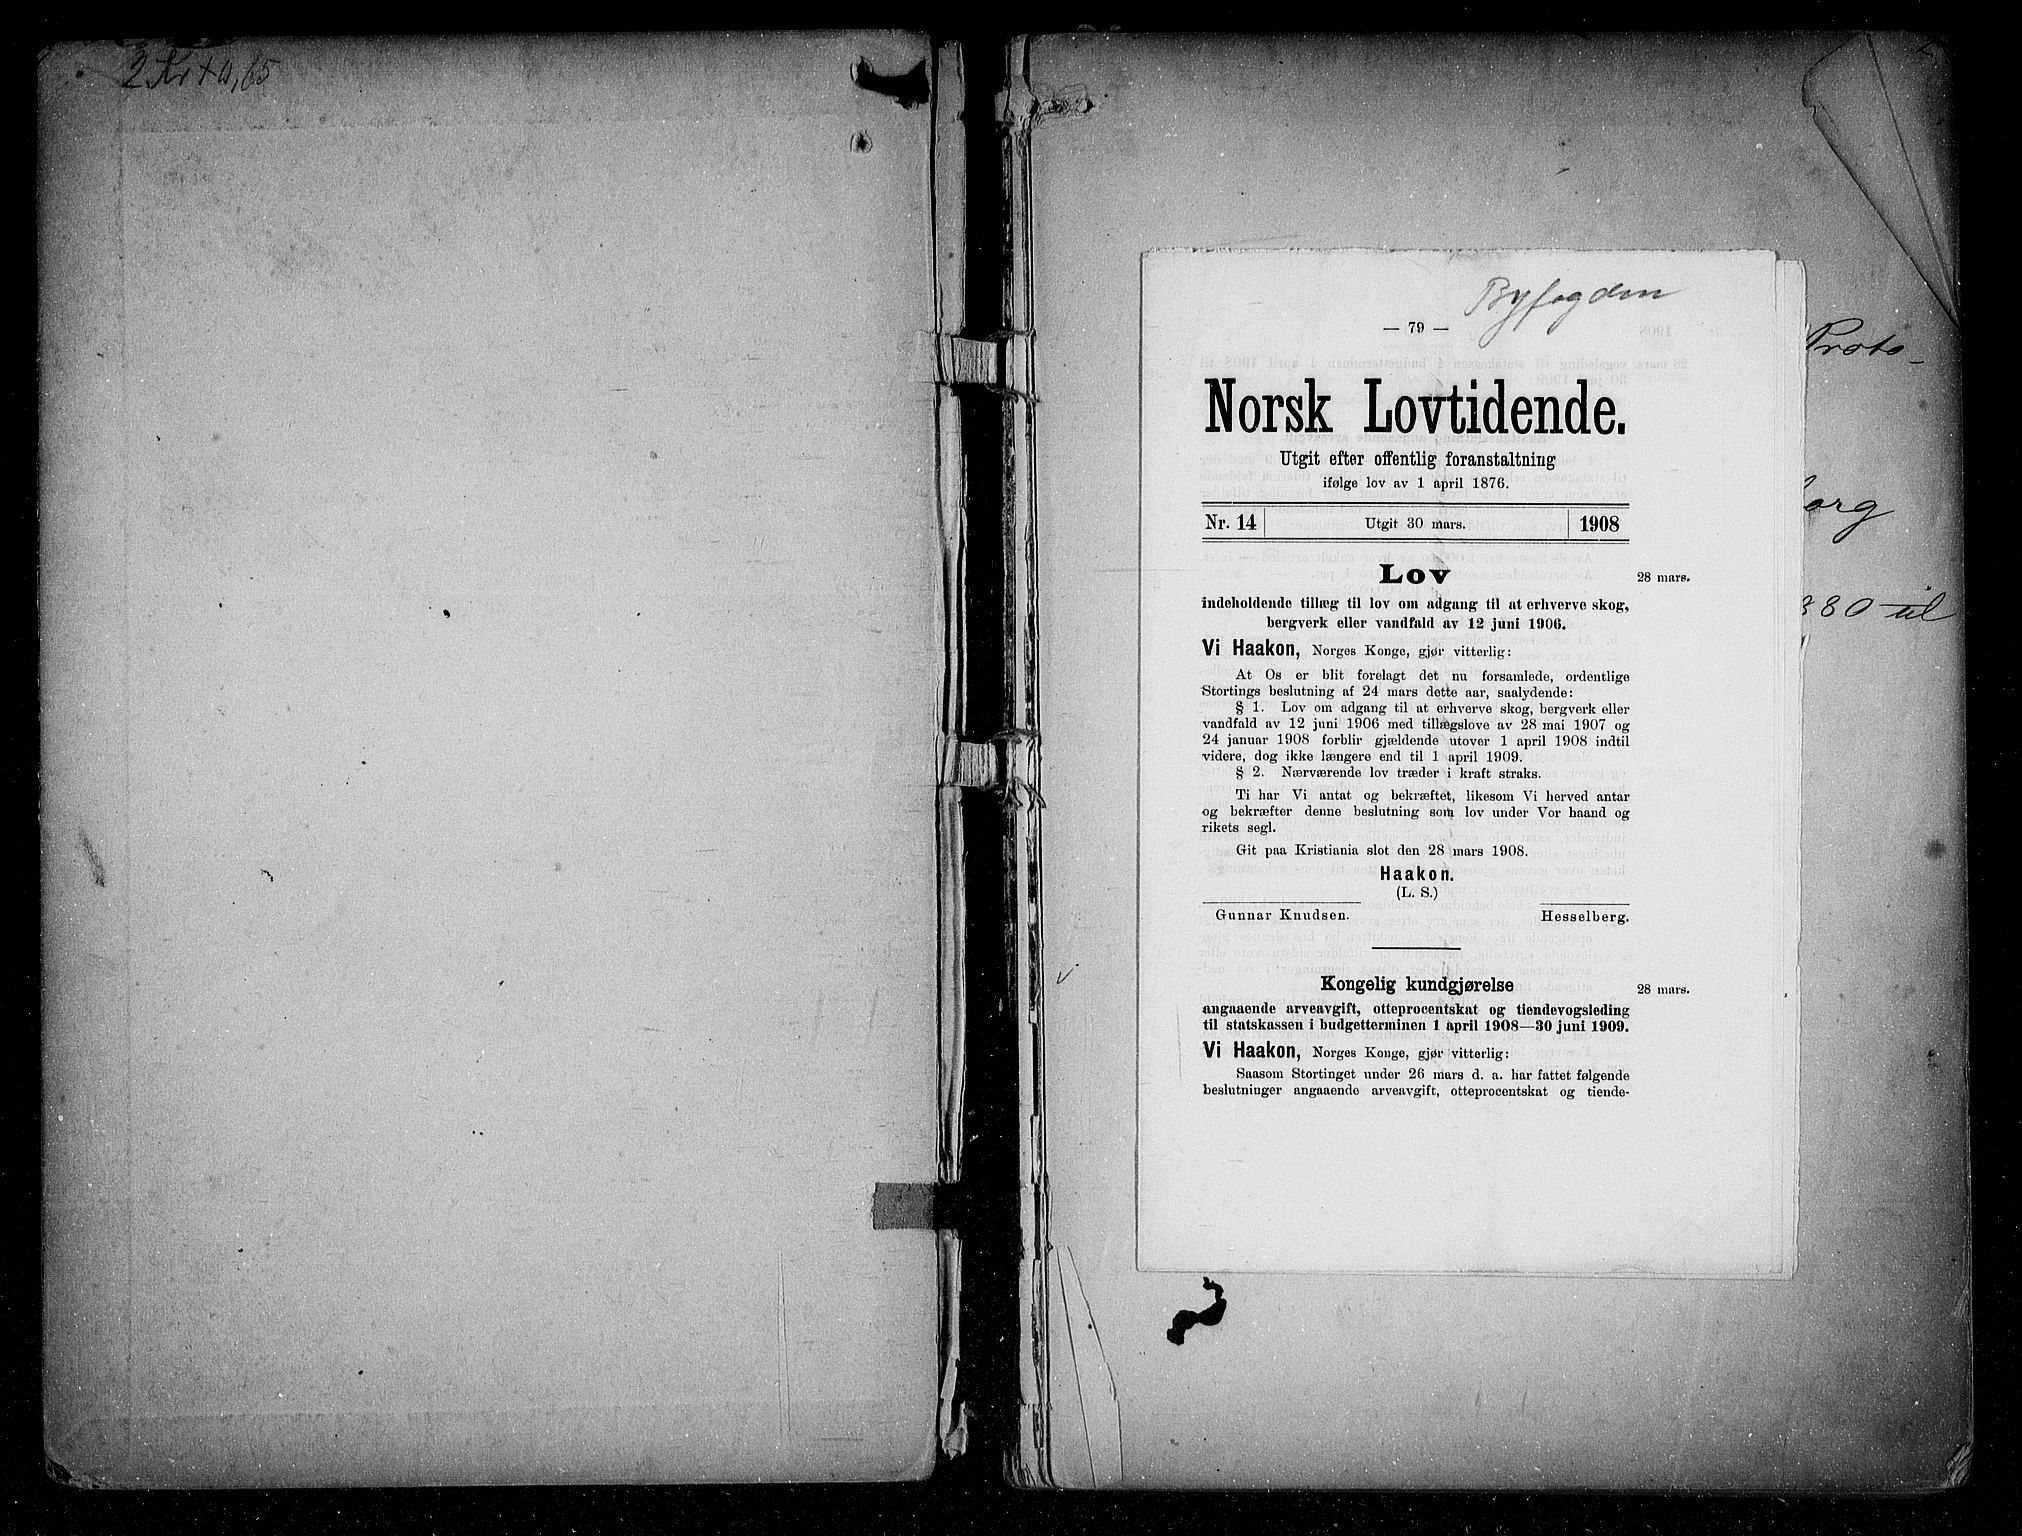 2 Kr + 4,65
Byfogden
— 79 —
Norsk Lovtidende.
Utgit efter offentlig foranstaltning
ifølge lov av 1 april 1876.
Nr. 14 Utgit 30 mars. 1908
Lov 28 mars.
indeholdende tillæg til lov om adgang til at erhverve skog,
bergverk eller vandfald av 12 juni 1906.
Vi Haakon, Norges Konge, gjør vitterlig:
At Os er blit forelagt det nu forsamlede, ordentlige
Stortings beslutning af 24 mars dette aar, saalydende:
§ 1. Lov om adgang til at erhverve skog, bergverk eller
vandfald av 12 juni 1906 med tillægslove av 28 mai 1907 og
24 januar 1908 forblir gjældende utover 1 april 1908 indtil
videre, dog ikke længere end til 1 april 1909.
§ 2. Nærværende lov træder i kraft straks.
Ti har Vi antat og bekræftet, likesom Vi herved antar
og bekræfter denne beslutning som lov under Vor haand og
rikets segl.
Git paa Kristiania slot den 28 mars 1908.
Haakon.
(L. S.)
Gunnar Knudsen. Hesselberg.
Kongelig kundgjørelse 28 mars.
angaaende arveavgift, otteprocentskat og tiendevogsleding
til statskassen i budgetterminen 1 april 1908—30 juni 1909.
Vi Haakon, Norges Konge, gjør vitterlig:
Saasom Stortinget under 26 mars d. a. har fattet følgende
beslutninger angaaende arveavgift, otteprocentskat og tiende-
Proto-
borg
880 til